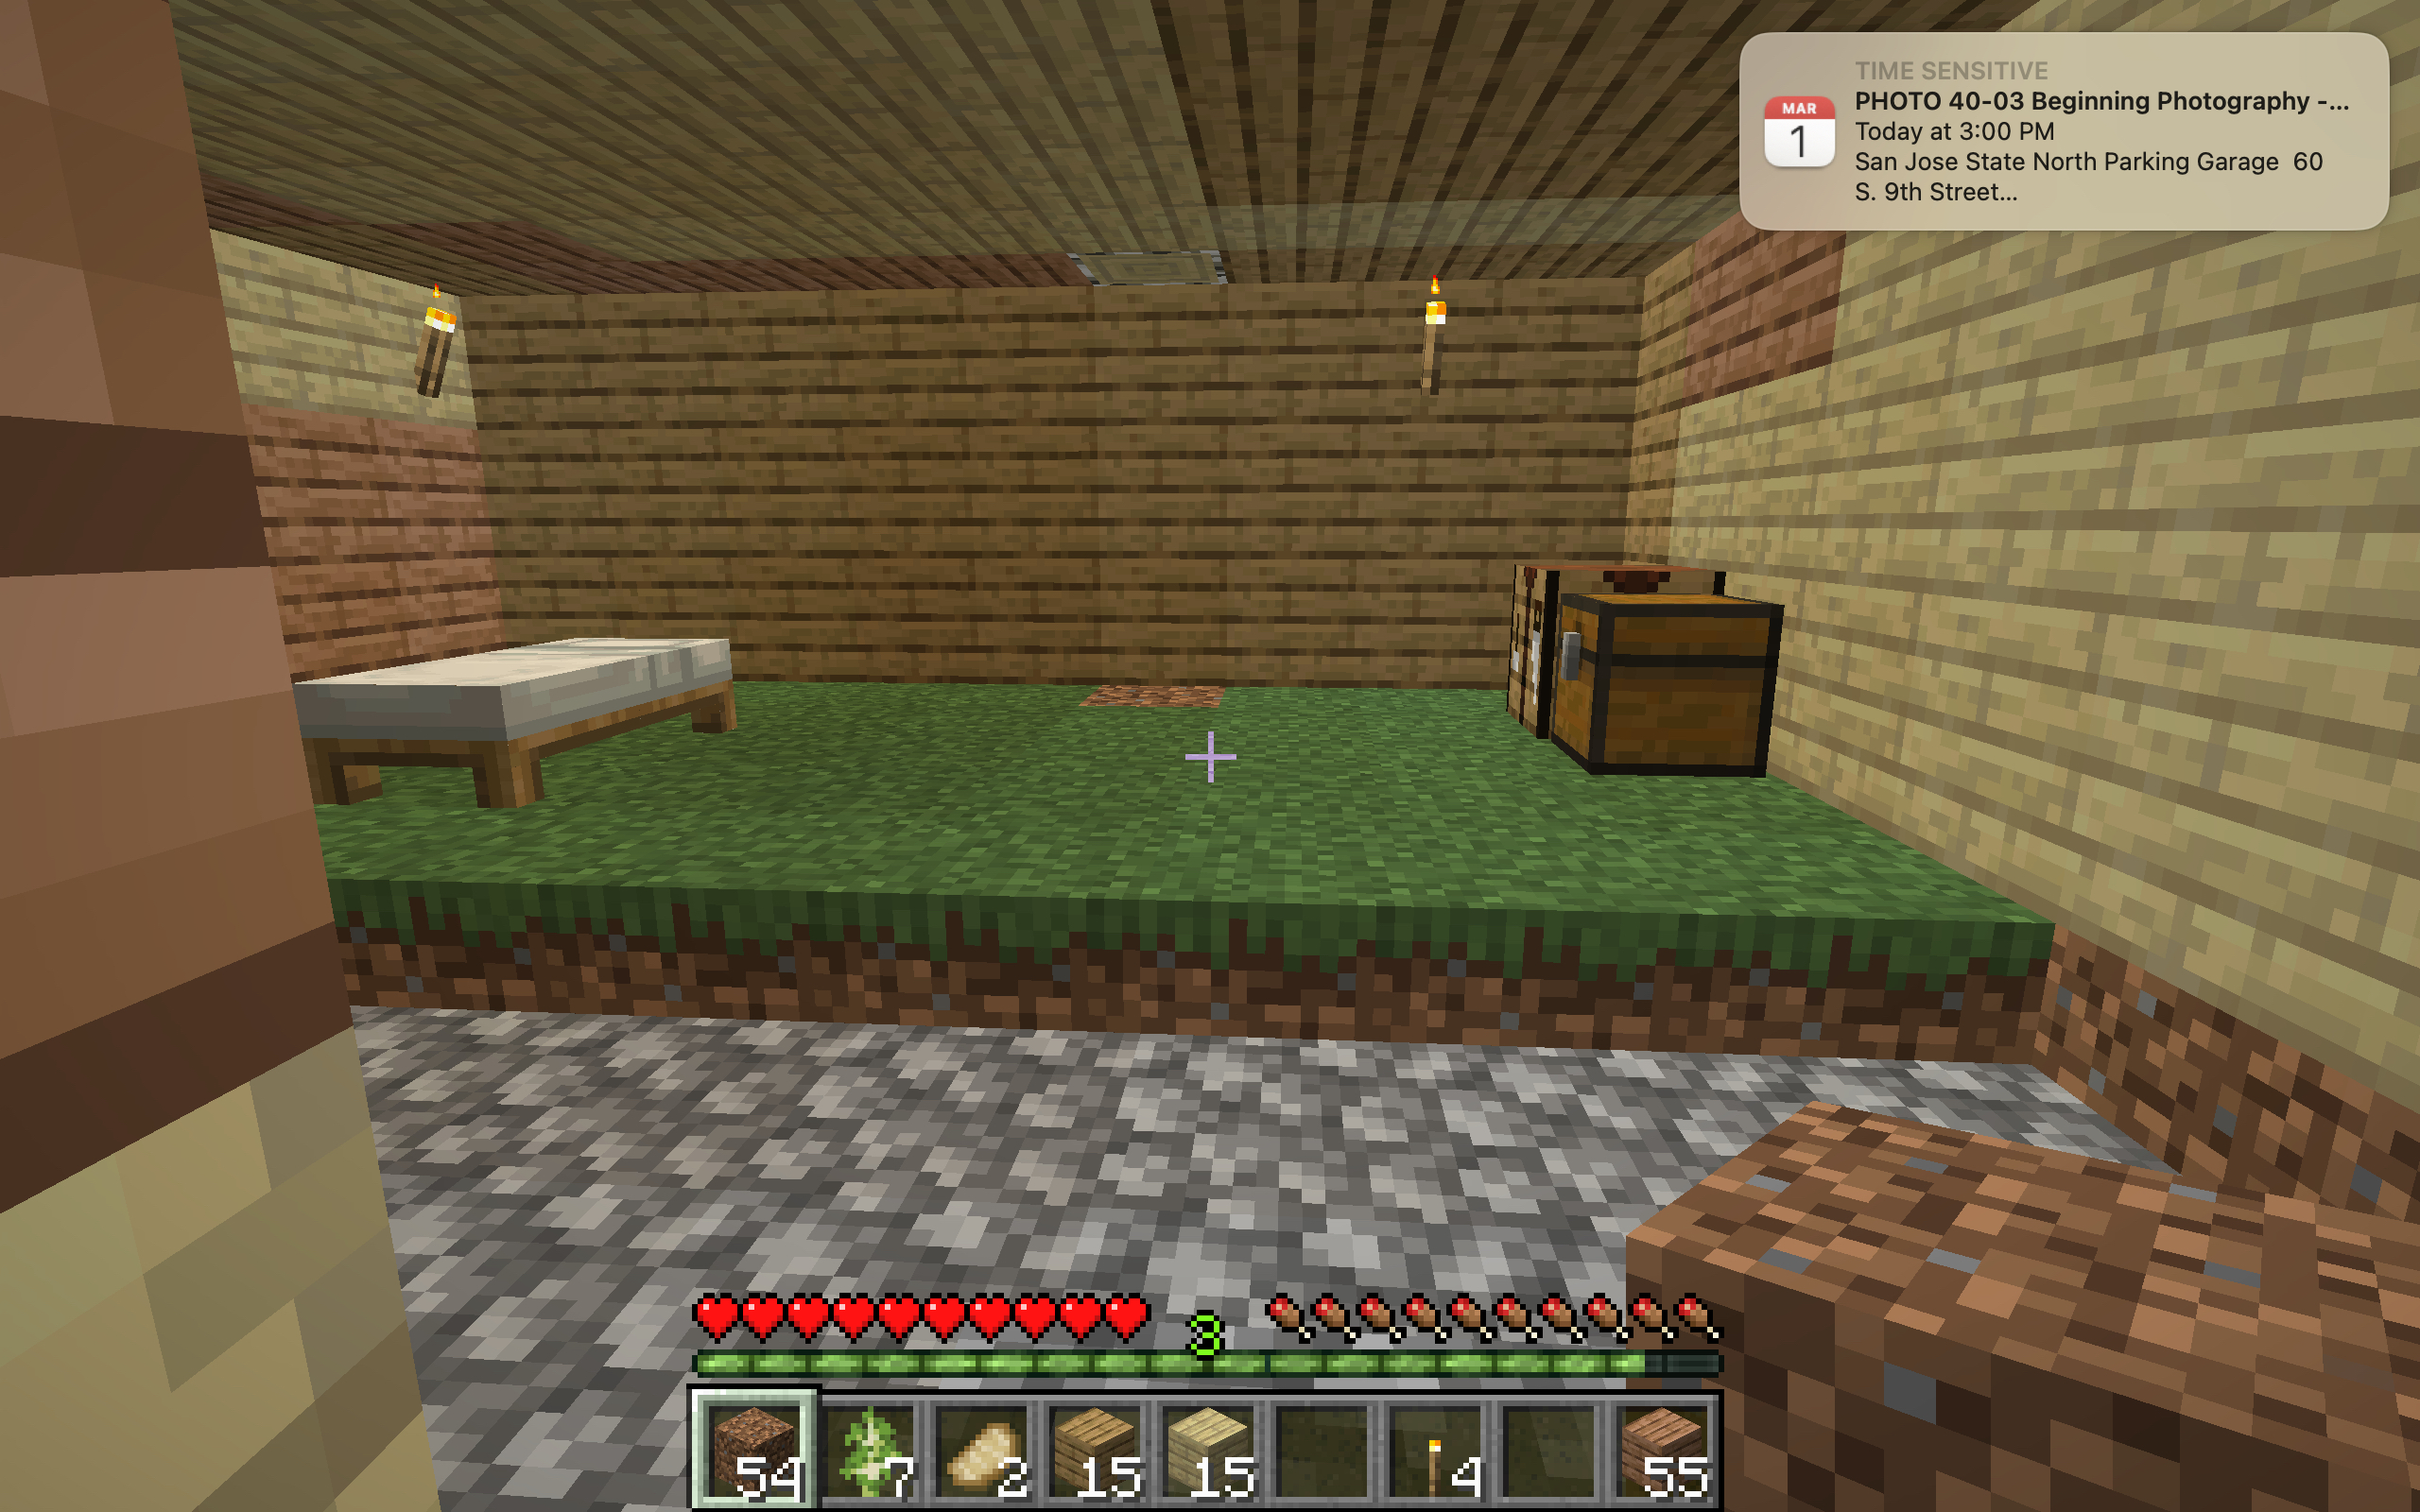 TIME SENSITIVE
MAR
1
PHOTO 40-03 Beginning Photography -...
Today at 3:00 PM
San Jose State North Parking Garage 60
S. 9th Street...
3
54 7 2 15 15 4 55